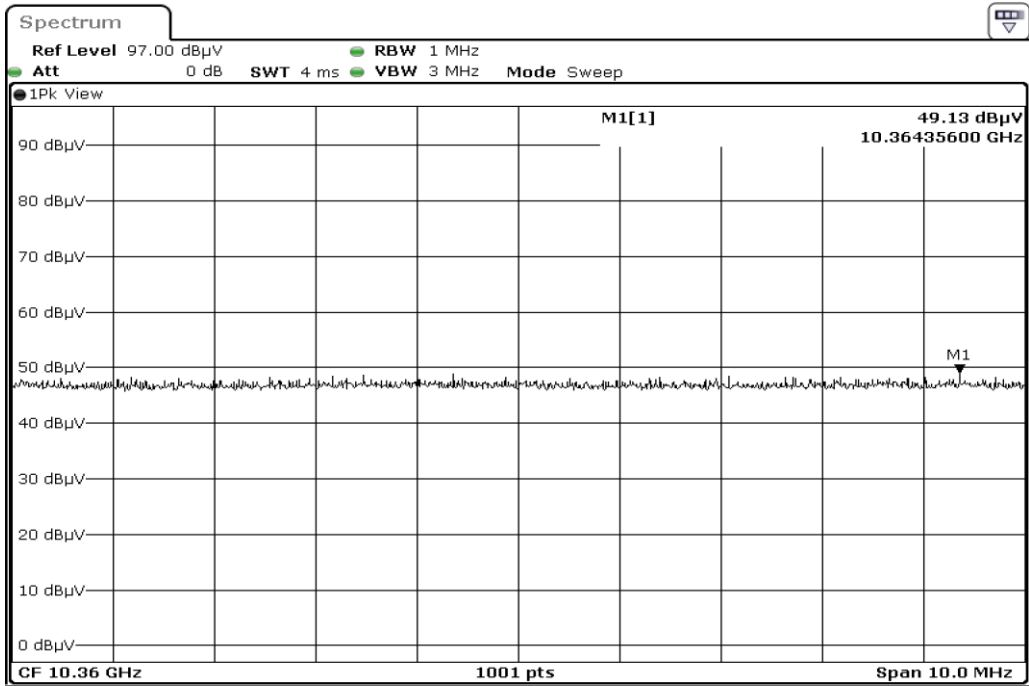 Spectrum
Ref Level 97.00 dBµV RBW 1 MHz
Att 0 dB SWT 4 ms VBW 3 MHz Mode Sweep
1Pk View
M1[1] 49.13 dBµV
10.36435600 GHz
90 dBµV
80 dBµV
70 dBµV
60 dBµV
M1
50 dBµV
40 dBµV
30 dBµV
20 dBµV
10 dBµV
0 dBµV
CF 10.36 GHz 1001 pts Span 10.0 MHz